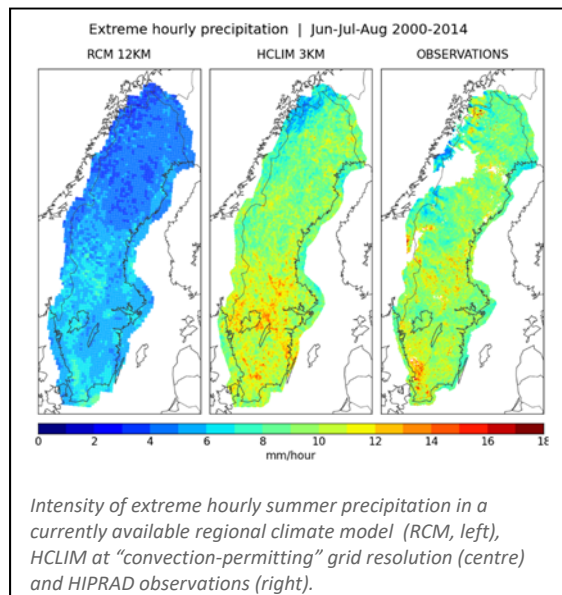 Extreme hourly precipitation | Jun-Jul-Aug 2000-2014
RCM 12KM HCLIM 3KM OBSERVATIONS
0 2 4 6 8 10 12 14 16 18
mm/hour
Intensity of extreme hourly summer precipitation in a
currently available regional climate model (RCM, left),
HCLIM at “convection-permitting” grid resolution (centre)
and HIPRAD observations (right).